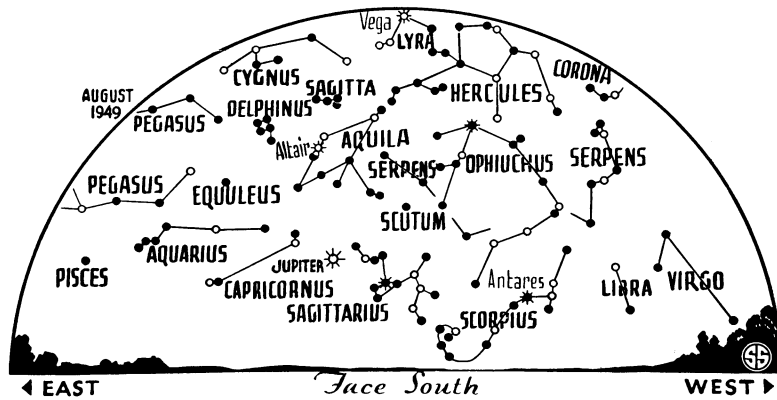 Vega
LYRA
CYGNUS
CORONA
SAGITTA
HERCULES
AUGUST
1949
DELPHINUS
PEGASUS
Altair
AQUILA
SERPENS
OPHIUCHUS
SERPENS
PEGASUS
EQUULEUS
SCUTUM
AQUARIUS
JUPITER
PISCES
CAPRICORNUS
Antares
LIBRA
VIRGO
SAGITTARIUS
SCORPIUS
SS
EAST
Face South
WEST